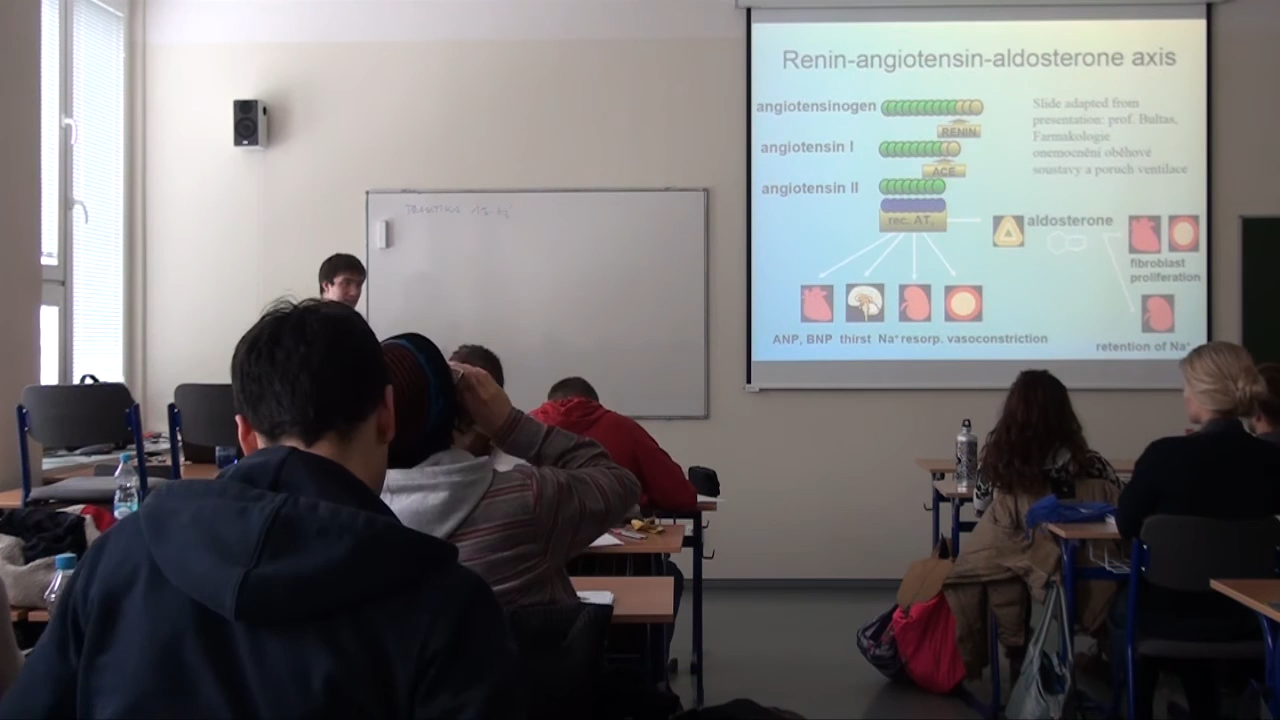 Renin-angiotensin-aldosterone axis
angiotensinogen
RENIN
angiotensin I
ACE
angiotensin II
rec. AT₁
Slide adapted from
presentation: prof. Bultas,
Farmakologie
onemocnění oběhové
soustavy a poruch ventilace
aldosterone
fibroblast
proliferation
ANP, BNP thirst Na⁺ resorp. vasoconstriction
retention of Na⁺